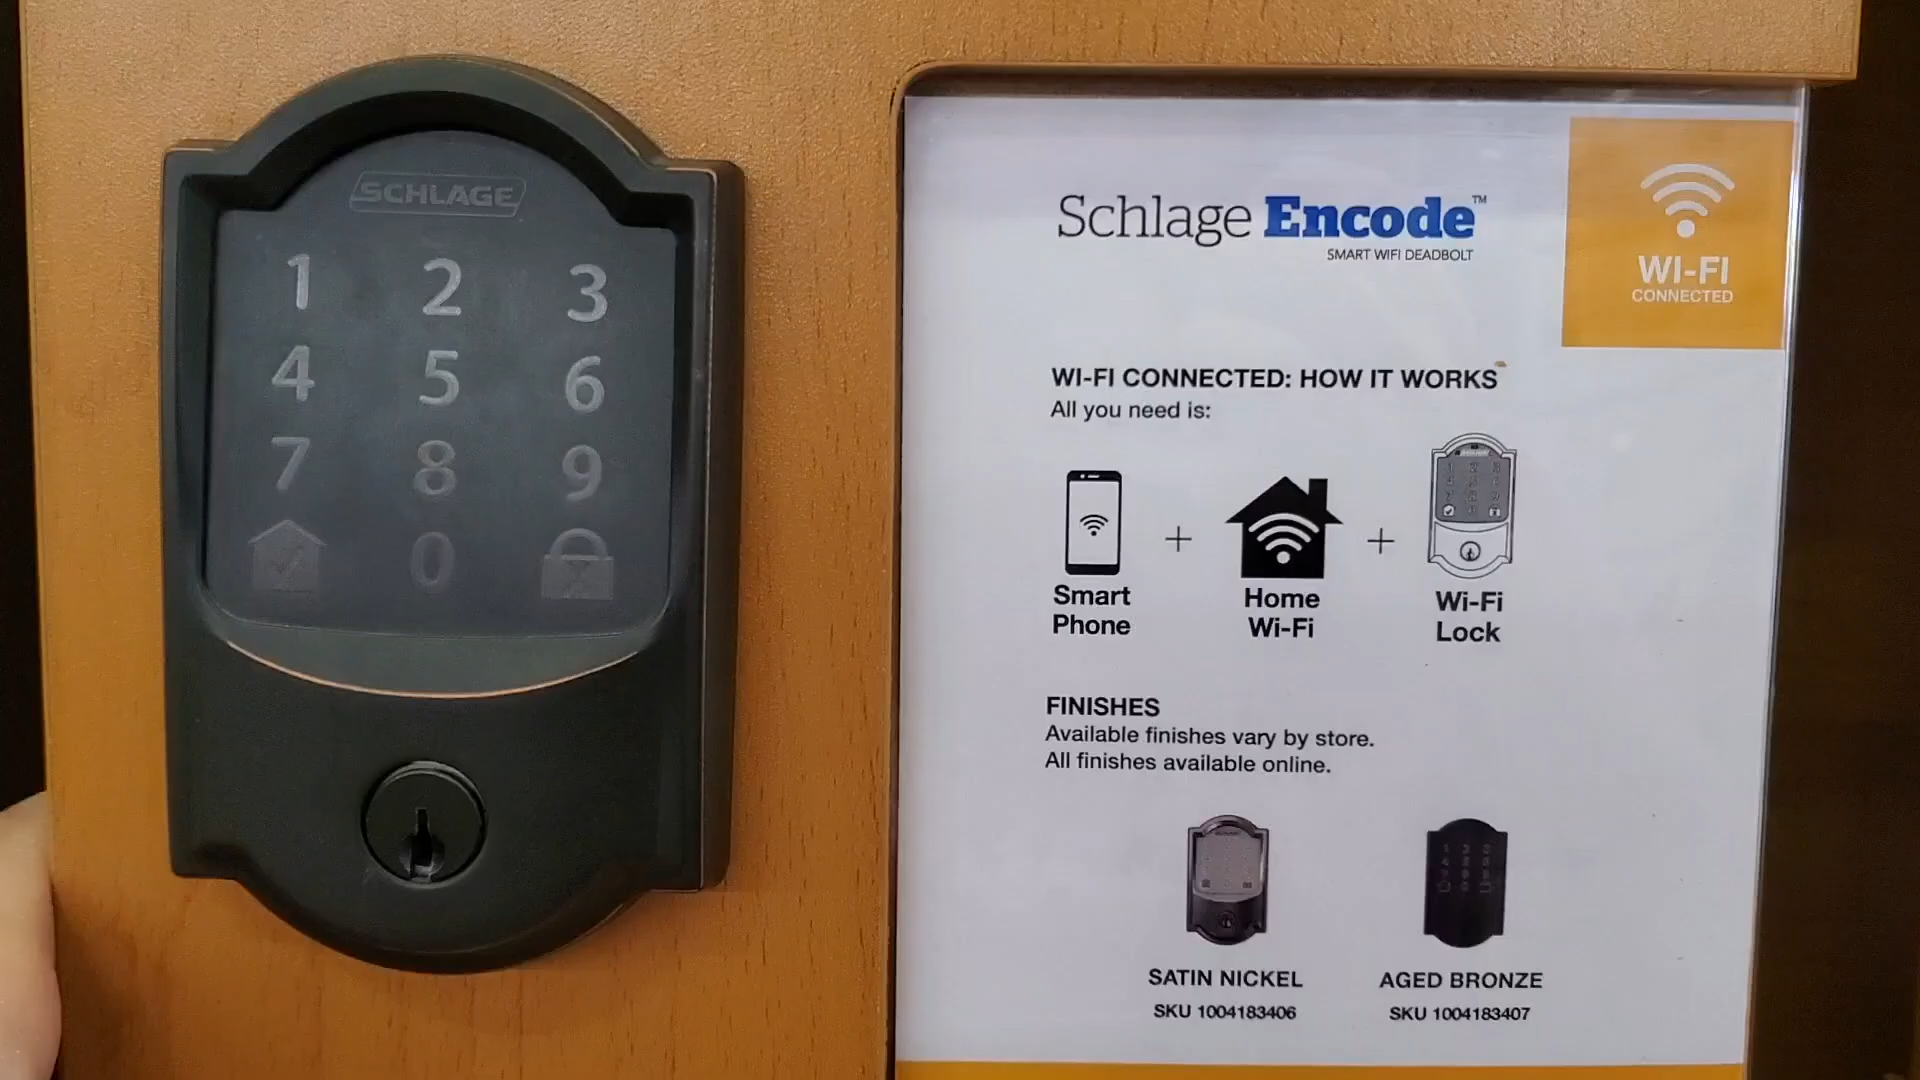 SCHLAGE
1 2 3
4 5 6
7 8 9
0
Schlage Encode™
SMART WIFI DEADBOLT
WI-FI
CONNECTED
WI-FI CONNECTED: HOW IT WORKS
All you need is:
+ +
Smart
Phone
Home
Wi-Fi
Wi-Fi
Lock
FINISHES
Available finishes vary by store.
All finishes available online.
SATIN NICKEL
SKU 1004183406
AGED BRONZE
SKU 1004183407